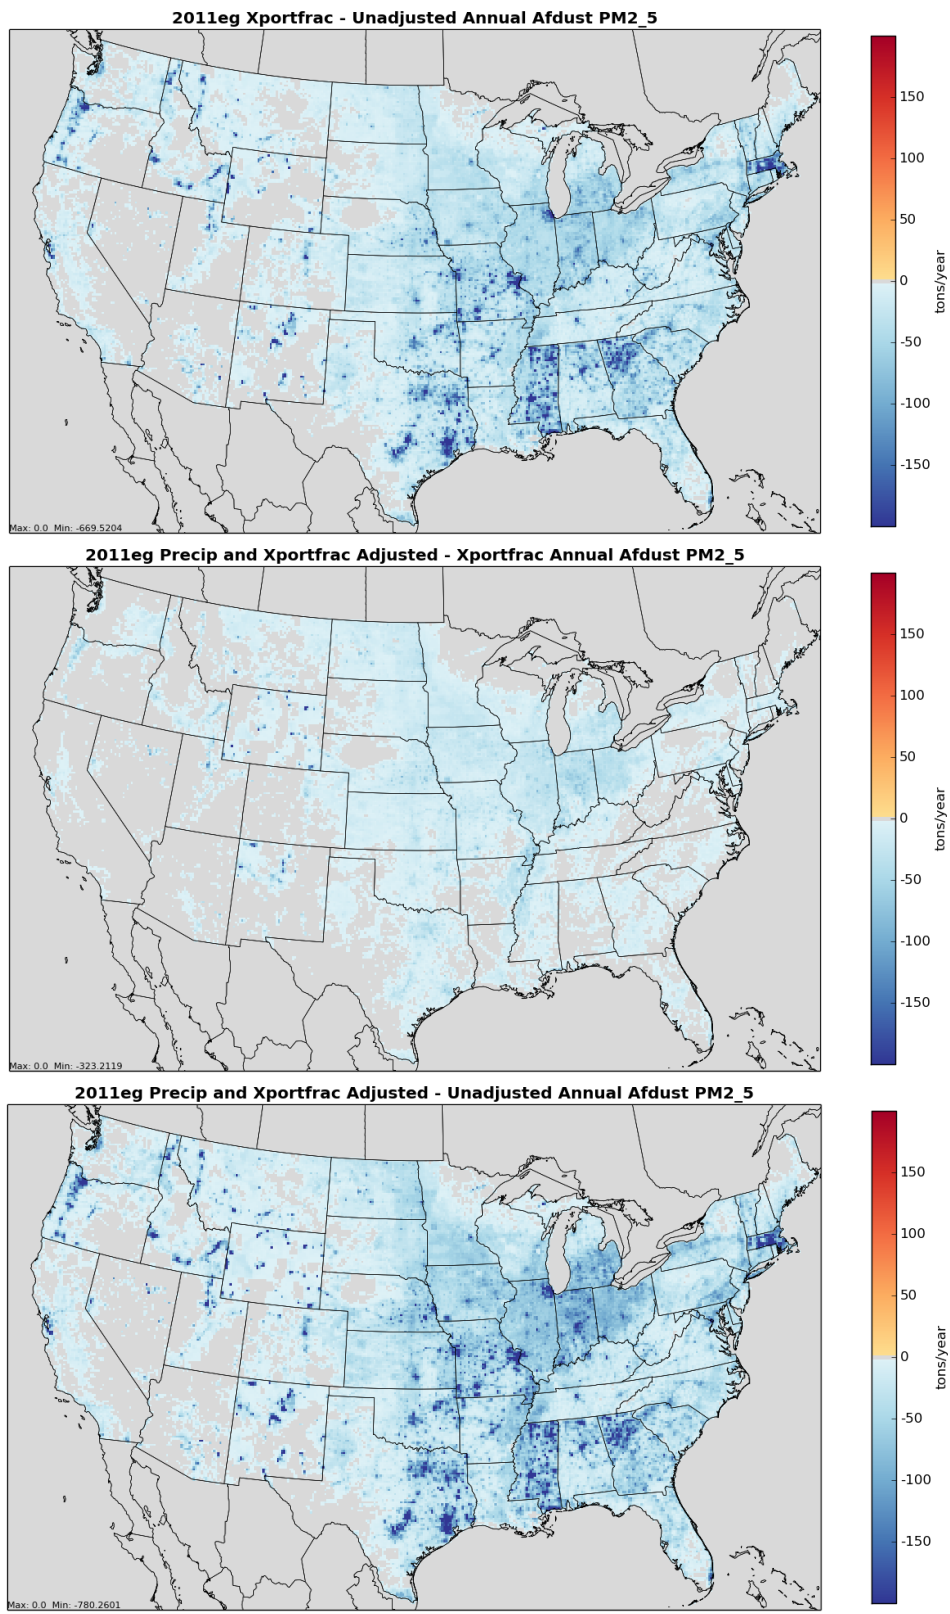 2011eg Xportfrac - Unadjusted Annual Afdust PM2_5
150
100
50
0
-50
-100
-150
tons/year
Max: 0.0 Min: -669.5204
2011eg Precip and Xportfrac Adjusted - Xportfrac Annual Afdust PM2_5
150
100
50
0
-50
-100
-150
tons/year
Max: 0.0 Min: -323.2119
2011eg Precip and Xportfrac Adjusted - Unadjusted Annual Afdust PM2_5
150
100
50
0
-50
-100
-150
tons/year
Max: 0.0 Min: -780.2601